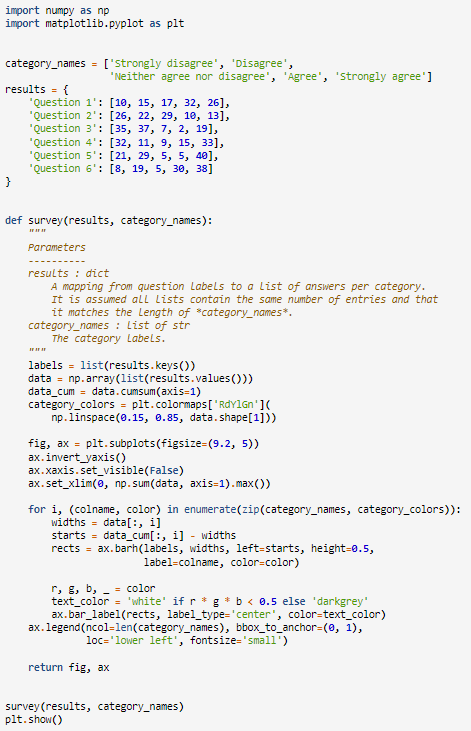 import numpy as np
import matplotlib.pyplot as plt
category_names = ['Strongly disagree', 'Disagree',
'Neither agree nor disagree', 'Agree', 'Strongly agree']
results = {
'Question 1': [10, 15, 17, 32, 26],
'Question 2': [26, 22, 29, 10, 13],
'Question 3': [35, 37, 7, 2, 19],
'Question 4': [32, 11, 9, 15, 33],
'Question 5': [21, 29, 5, 5, 40],
'Question 6': [8, 19, 5, 30, 38]
}
def survey(results, category_names):
"""
Parameters
----------
results : dict
A mapping from question labels to a list of answers per category.
It is assumed all lists contain the same number of entries and that
it matches the length of *category_names*.
category_names : list of str
The category labels.
"""
labels = list(results.keys())
data = np.array(list(results.values()))
data_cum = data.cumsum(axis=1)
category_colors = plt.colormaps['RdYlGn'](
np.linspace(0.15, 0.85, data.shape[1]))
fig, ax = plt.subplots(figsize=(9.2, 5))
ax.invert_yaxis()
ax.xaxis.set_visible(False)
ax.set_xlim(0, np.sum(data, axis=1).max())
for i, (colname, color) in enumerate(zip(category_names, category_colors)):
widths = data[:, i]
starts = data_cum[:, i] - widths
rects = ax.barh(labels, widths, left=starts, height=0.5,
label=colname, color=color)
r, g, b, _ = color
text_color = 'white' if r * g * b < 0.5 else 'darkgrey'
ax.bar_label(rects, label_type='center', color=text_color)
ax.legend(ncol=len(category_names), bbox_to_anchor=(0, 1),
loc='lower left', fontsize='small')
return fig, ax
survey(results, category_names)
plt.show()